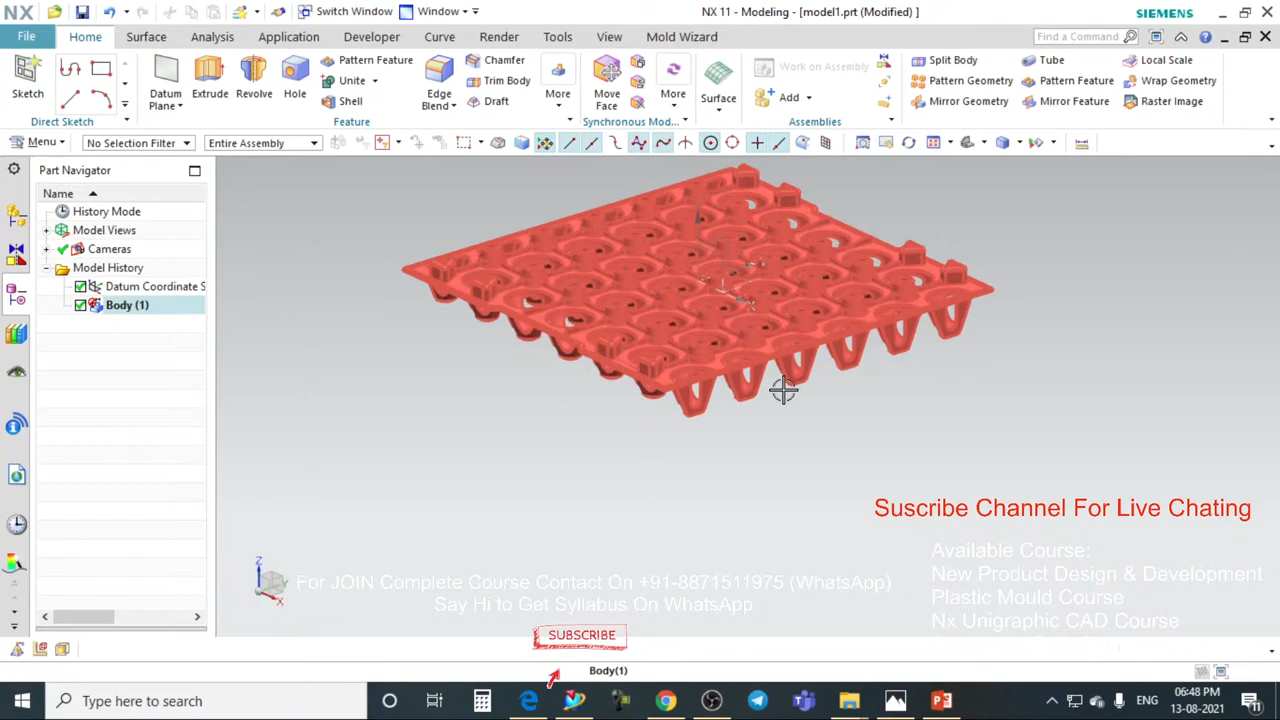 NX
Switch Window
Window
NX 11 - Modeling - [model1.prt (Modified) ]
SIEMENS
File
Home
Surface
Analysis
Curve
Application
Developer
Render
Tools
View
Mold Wizard
Find a Command
Sketch
Direct Sketch
Datum Plane
Extrude
Revolve
Hole
Pattern Feature
Unite
Shell
Edge Blend
Chamfer
Trim Body
Draft
More
Feature
Move Face
More
Synchronous Mod...
Surface
Work on Assembly
Add
Assemblies
Split Body
Pattern Geometry
Mirror Geometry
Tube
Pattern Feature
Mirror Feature
Local Scale
Wrap Geometry
Raster Image
Menu
No Selection Filter
Entire Assembly
Part Navigator
Name
History Mode
Model Views
Cameras
Model History
Datum Coordinate S
Body (1)
Z
X
Suscribe Channel For Live Chating
Available Course:
New Product Design & Development
Plastic Mould Course
Nx Unigraphic CAD Course
For JOIN Complete Course Contact On +91-8871511975 (WhatsApp)
Say Hi to Get Syllabus On WhatsApp
SUBSCRIBE
Body(1)
Type here to search
ENG
06:48 PM
13-08-2021
11